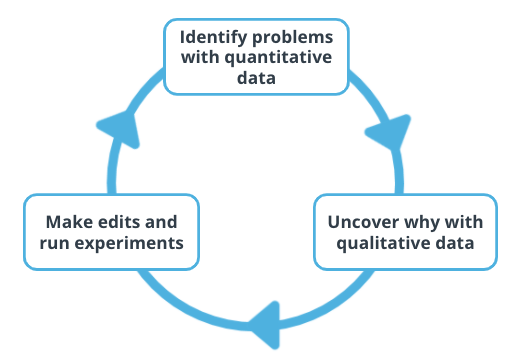 Identify problems
with quantitative
data
Make edits and
run experiments
Uncover why with
qualitative data